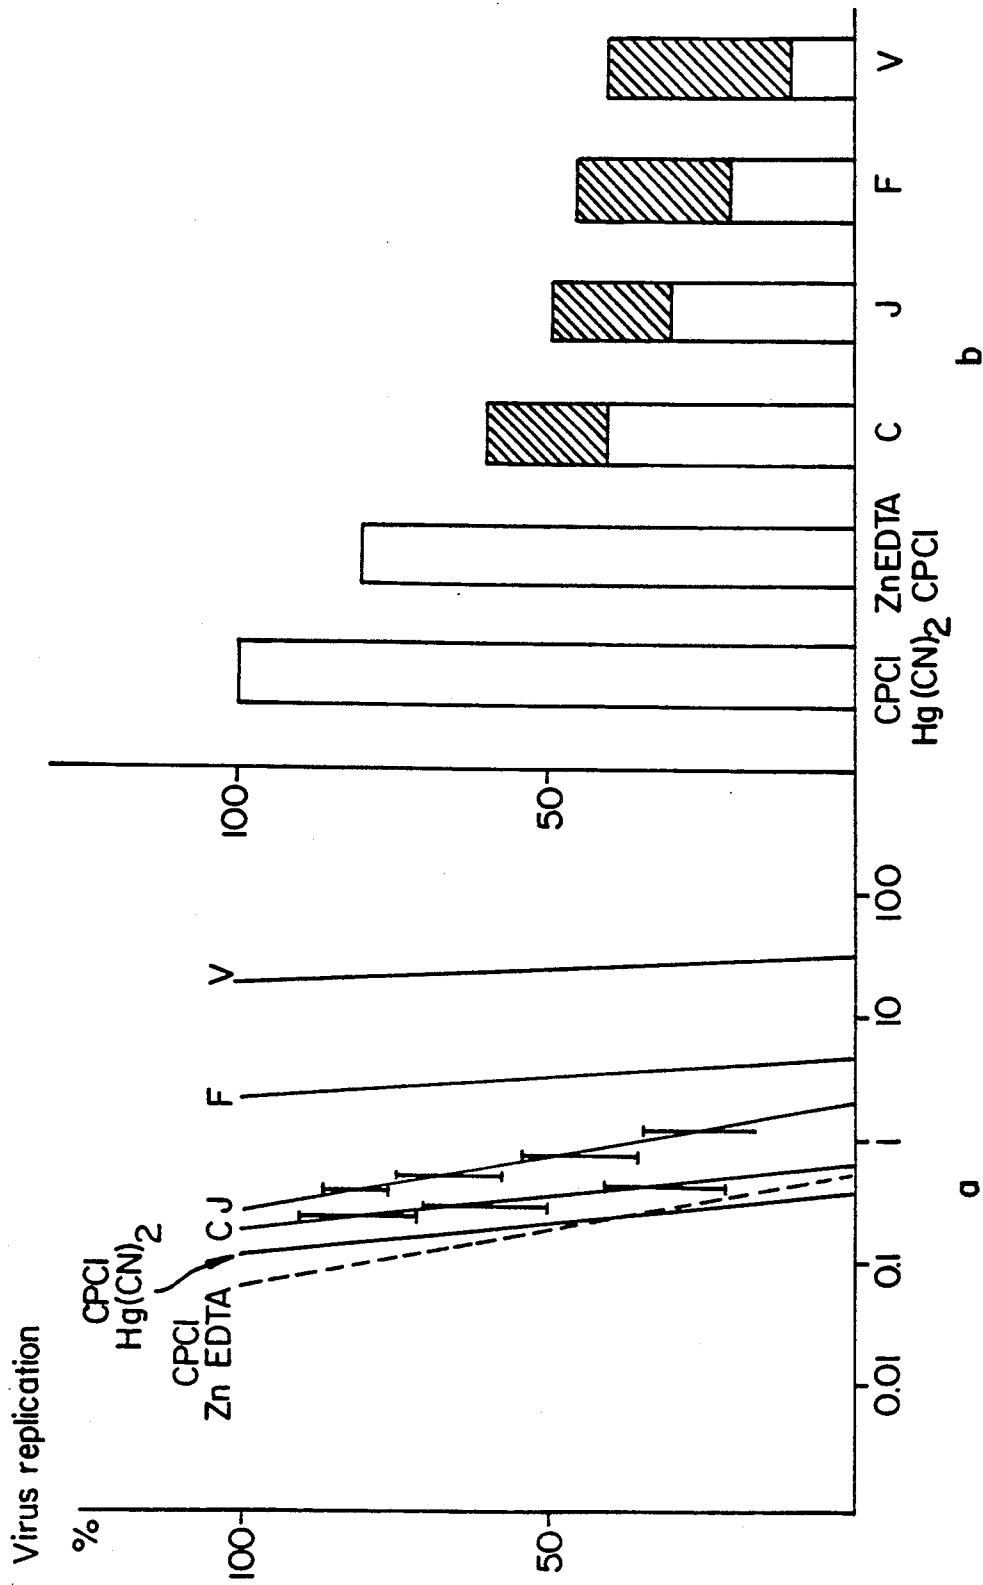 Virus replication
%
100
50
CPCl
Hg(CN)2
CPCl
Zn EDTA
C J
F
V
0.01
0.1
1
10
100
a
100
50
CPCl
Hg(CN)2
ZnEDTA
CPCl
C
J
F
V
b